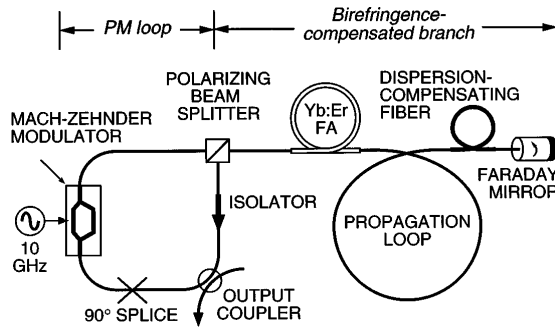 PM loop
Birefringence-
compensated branch
POLARIZING
BEAM
SPLITTER
Yb:Er
FA
DISPERSION-
COMPENSATING
FIBER
MACH-ZEHNDER
MODULATOR
FARADAY
MIRROR
ISOLATOR
PROPAGATION
LOOP
10
GHz
90° SPLICE
OUTPUT
COUPLER